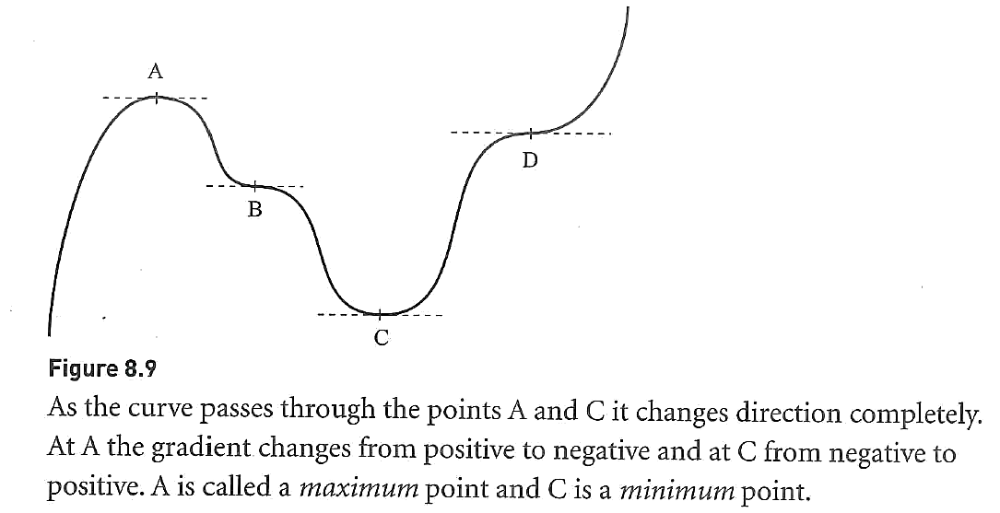 A
B
C
D
Figure 8.9
As the curve passes through the points A and C it changes direction completely.
At A the gradient changes from positive to negative and at C from negative to
positive. A is called a maximum point and C is a minimum point.